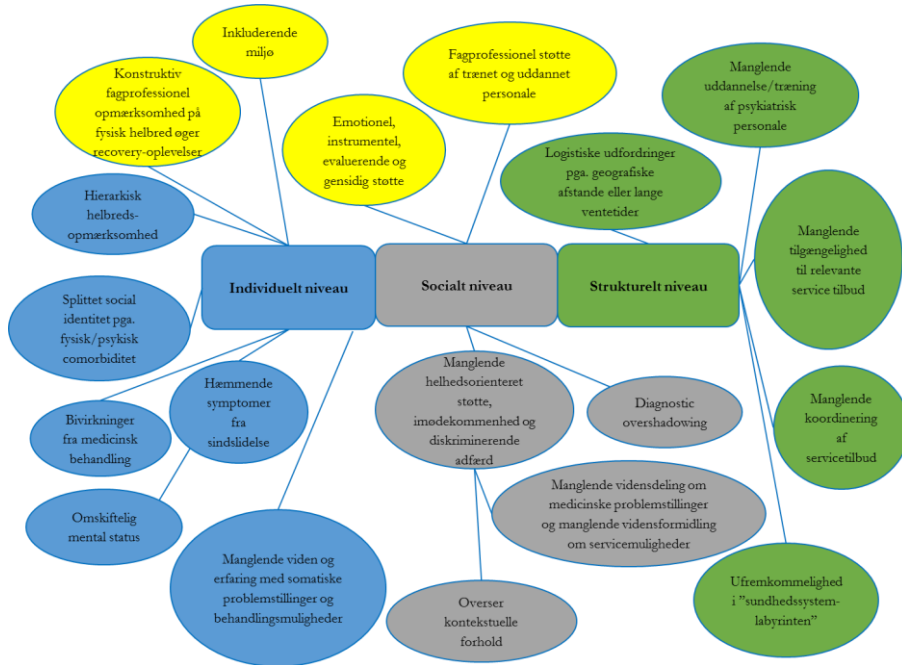 Inkluderende
miljø
Konstruktiv
fagprofessionel
opmærksomhed på
fysisk helbred øger
recovery-oplevelser
Emotionel,
instrumentel,
evaluerende og
gensidig støtte
Fagprofessionel støtte
af trænet og uddannet
personale
Manglende
uddannelse/træning
af psykiatrisk
personale
Logistiske udfordringer
pga. geografiske
afstande eller lange
ventetider
Hierarkisk
helbreds-
opmærksomhed
Manglende
tilgængelighed
til relevante
service tilbud
Individuelt niveau
Socialt niveau
Strukturelt niveau
Splittet social
identitet pga.
fysisk/psykisk
comorbiditet
Bivirkninger
fra medicinsk
behandling
Hæmmende
symptomer
fra
sindslidelse
Omskiftelig
mental status
Manglende viden og
erfaring med somatiske
problemstillinger og
behandlingsmuligheder
Manglende
helhedsorienteret
støtte,
imødekommenhed og
diskriminerende
adfærd
Diagnostic
overshadowing
Manglende vidensdeling om
medicinske problemstillinger
og manglende vidensformidling
om servicemuligheder
Overser
kontekstuelle
forhold
Manglende
koordinering
af
servicetilbud
Ufremkommelighed
i ”sundhedssystem-
labyrinten”